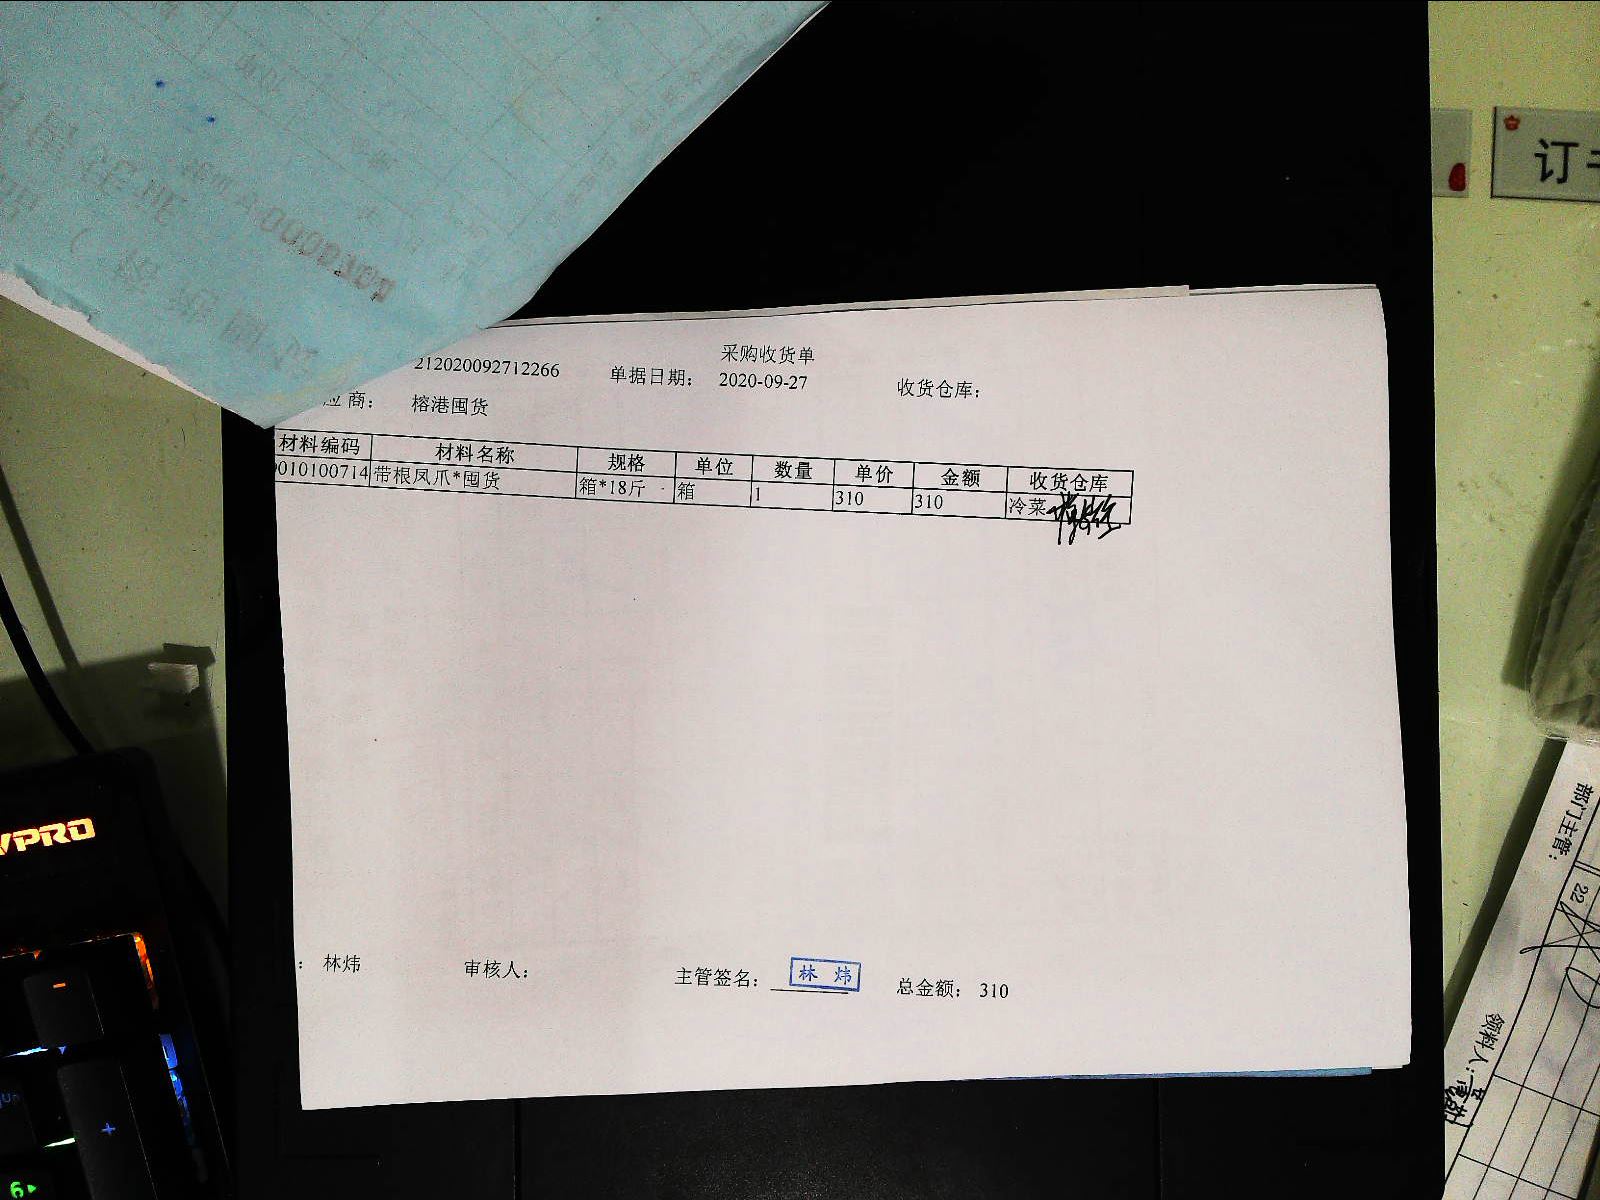 采购收货单
212020092712266 单据日期: 2020-09-27 收货仓库:
应商: 榕港囤货
材料编码 材料名称 规格 单位 数量 单价 金额 收货仓库
010100714 带根凤爪*囤货 箱*18斤 箱 1 310 310 冷菜
: 林炜 审核人: 主管签名: 林炜 总金额: 310
订
VPRO
部门主管:
22
领料人: